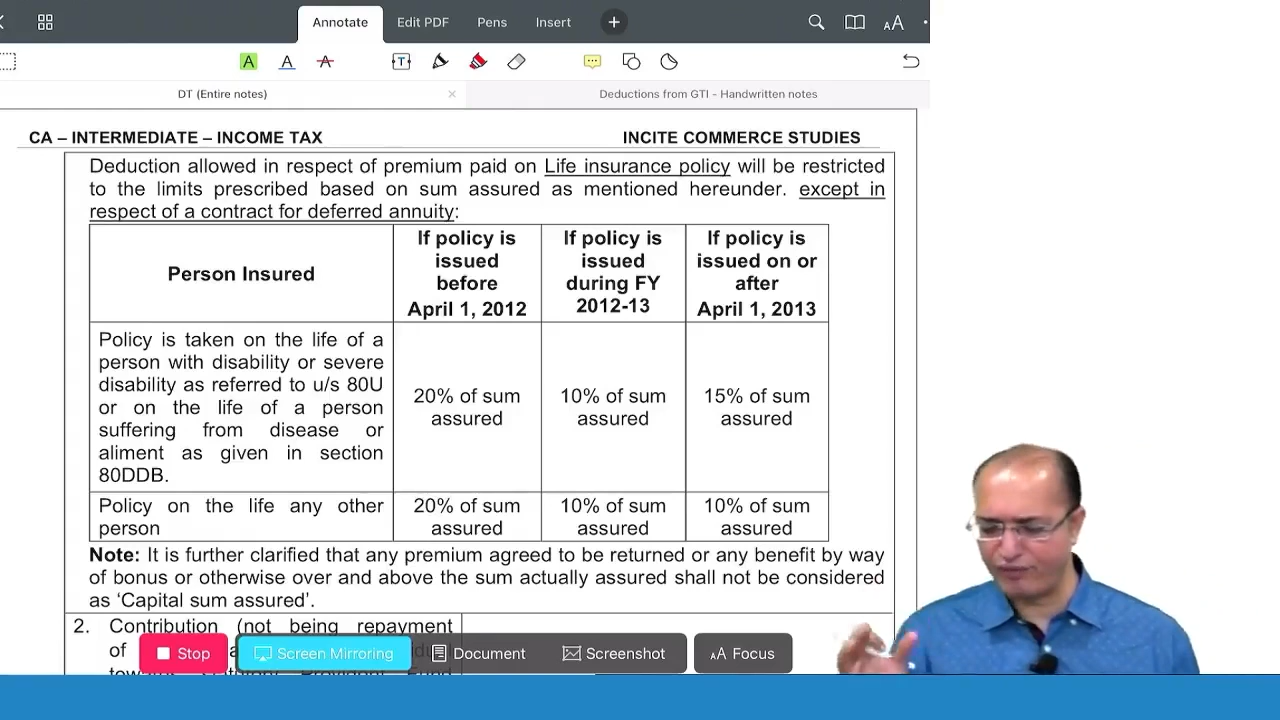 Annotate Edit PDF Pens Insert
AA
A A A T
DT (Entire notes) Deductions from GTI - Handwritten notes
CA – INTERMEDIATE – INCOME TAX INCITE COMMERCE STUDIES
Deduction allowed in respect of premium paid on Life insurance policy will be restricted
to the limits prescribed based on sum assured as mentioned hereunder. except in
respect of a contract for deferred annuity:
Person Insured
If policy is
issued
before
April 1, 2012
If policy is
issued
during FY
2012-13
If policy is
issued on or
after
April 1, 2013
Policy is taken on the life of a
person with disability or severe
disability as referred to u/s 80U
or on the life of a person
suffering from disease or
aliment as given in section
80DDB.
20% of sum
assured
10% of sum
assured
15% of sum
assured
Policy on the life any other
person
20% of sum
assured
10% of sum
assured
10% of sum
assured
Note: It is further clarified that any premium agreed to be returned or any benefit by way
of bonus or otherwise over and above the sum actually assured shall not be considered
as ‘Capital sum assured’.
2. Contribution (not being repayment
of
Provident Fund
Stop Screen Mirroring Document Screenshot AA Focus